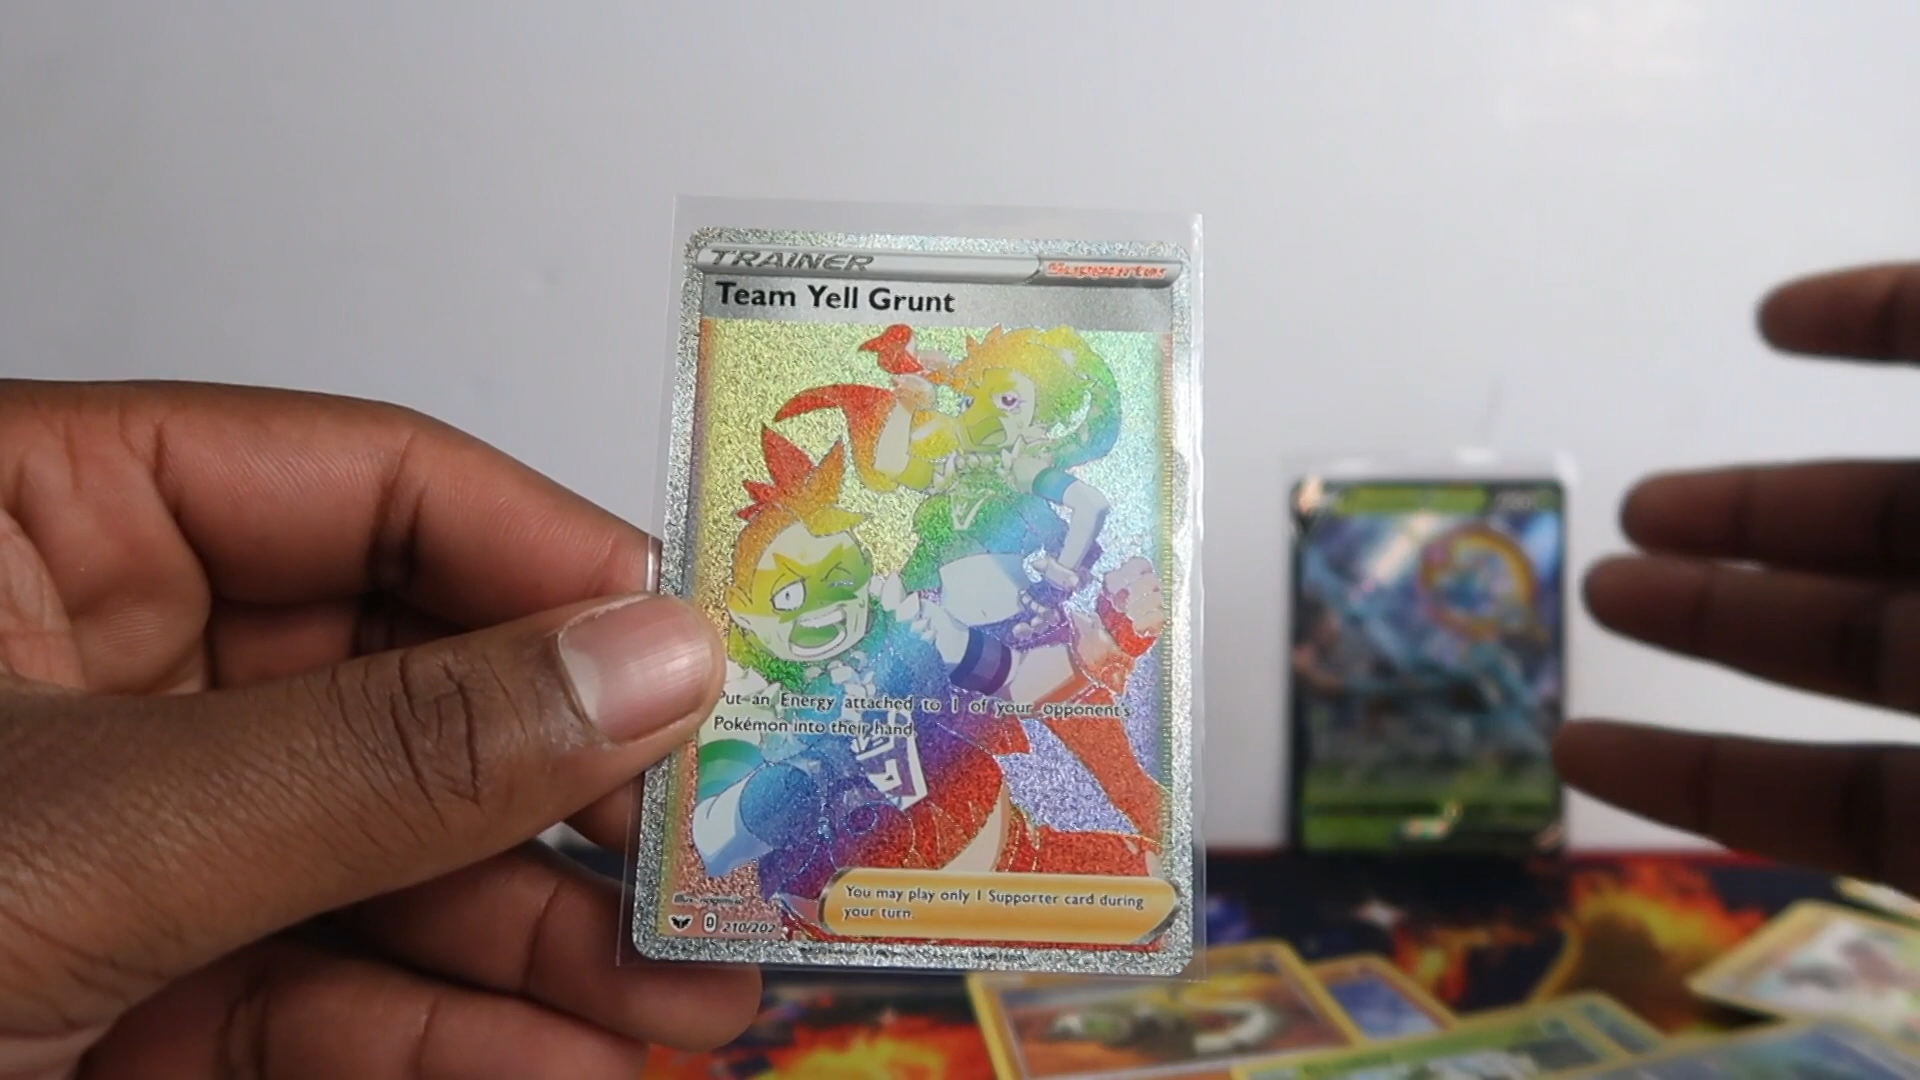 TRAINER Supporter
Team Yell Grunt
Put an Energy attached to 1 of your opponent's
Pokémon into their hand.
You may play only 1 Supporter card during
your turn.
D 210/202